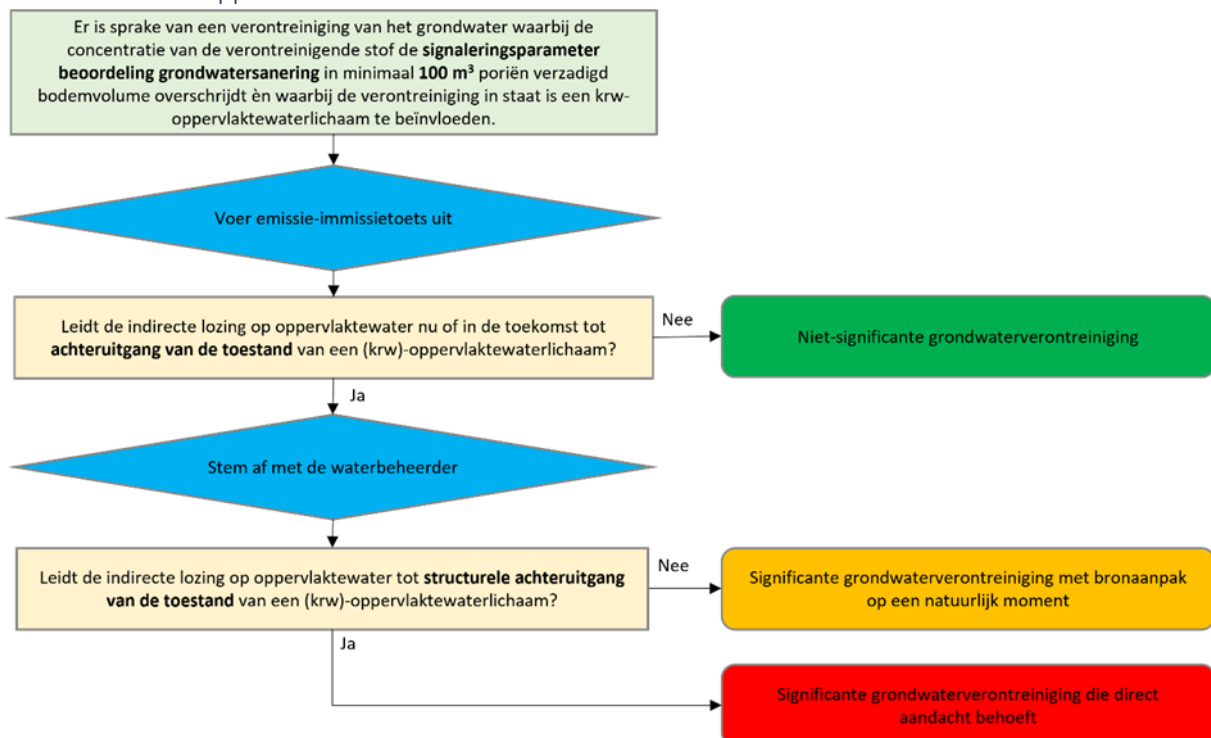 Er is sprake van een verontreiniging van het grondwater waarbij de
concentratie van de verontreinigende stof de signaleringsparameter
beoordeling grondwatersanering in minimaal 100 m³ poriën verzadigd
bodemvolume overschrijdt èn waarbij de verontreiniging in staat is een krw-
oppervlaktewaterlichaam te beïnvloeden.
Voer emissie-immissietoets uit
Leidt de indirecte lozing op oppervlaktewater nu of in de toekomst tot
achteruitgang van de toestand van een (krw)-oppervlaktewaterlichaam?
Nee
Niet-significante grondwaterverontreiniging
Ja
Stem af met de waterbeheerder
Leidt de indirecte lozing op oppervlaktewater tot structurele achteruitgang
van de toestand van een (krw)-oppervlaktewaterlichaam?
Nee
Significante grondwaterverontreiniging met bronaanpak
op een natuurlijk moment
Ja
Significante grondwaterverontreiniging die direct
aandacht behoeft